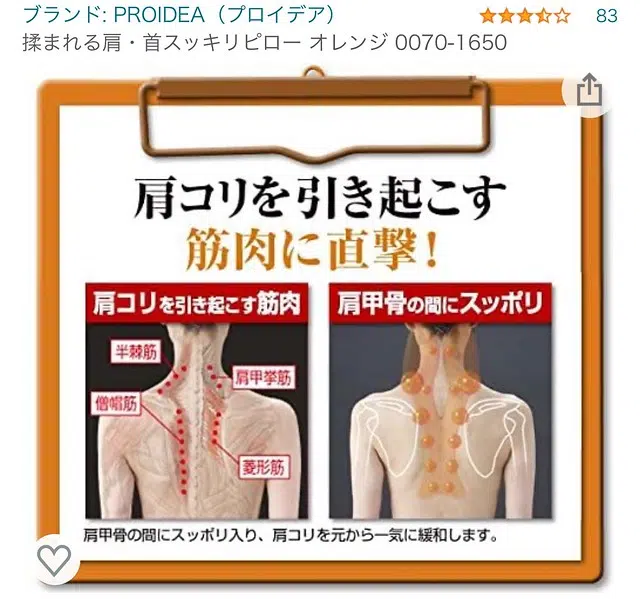 ブランド: PROIDEA（プロイデア）
83
揉まれる肩・首スッキリピロー オレンジ 0070-1650
肩コリを引き起こす
筋肉に直撃！
肩コリを引き起こす筋肉
肩甲骨の間にスッポリ
半棘筋
肩甲挙筋
僧帽筋
菱形筋
肩甲骨の間にスッポリ入り、肩コリを元から一気に緩和します。